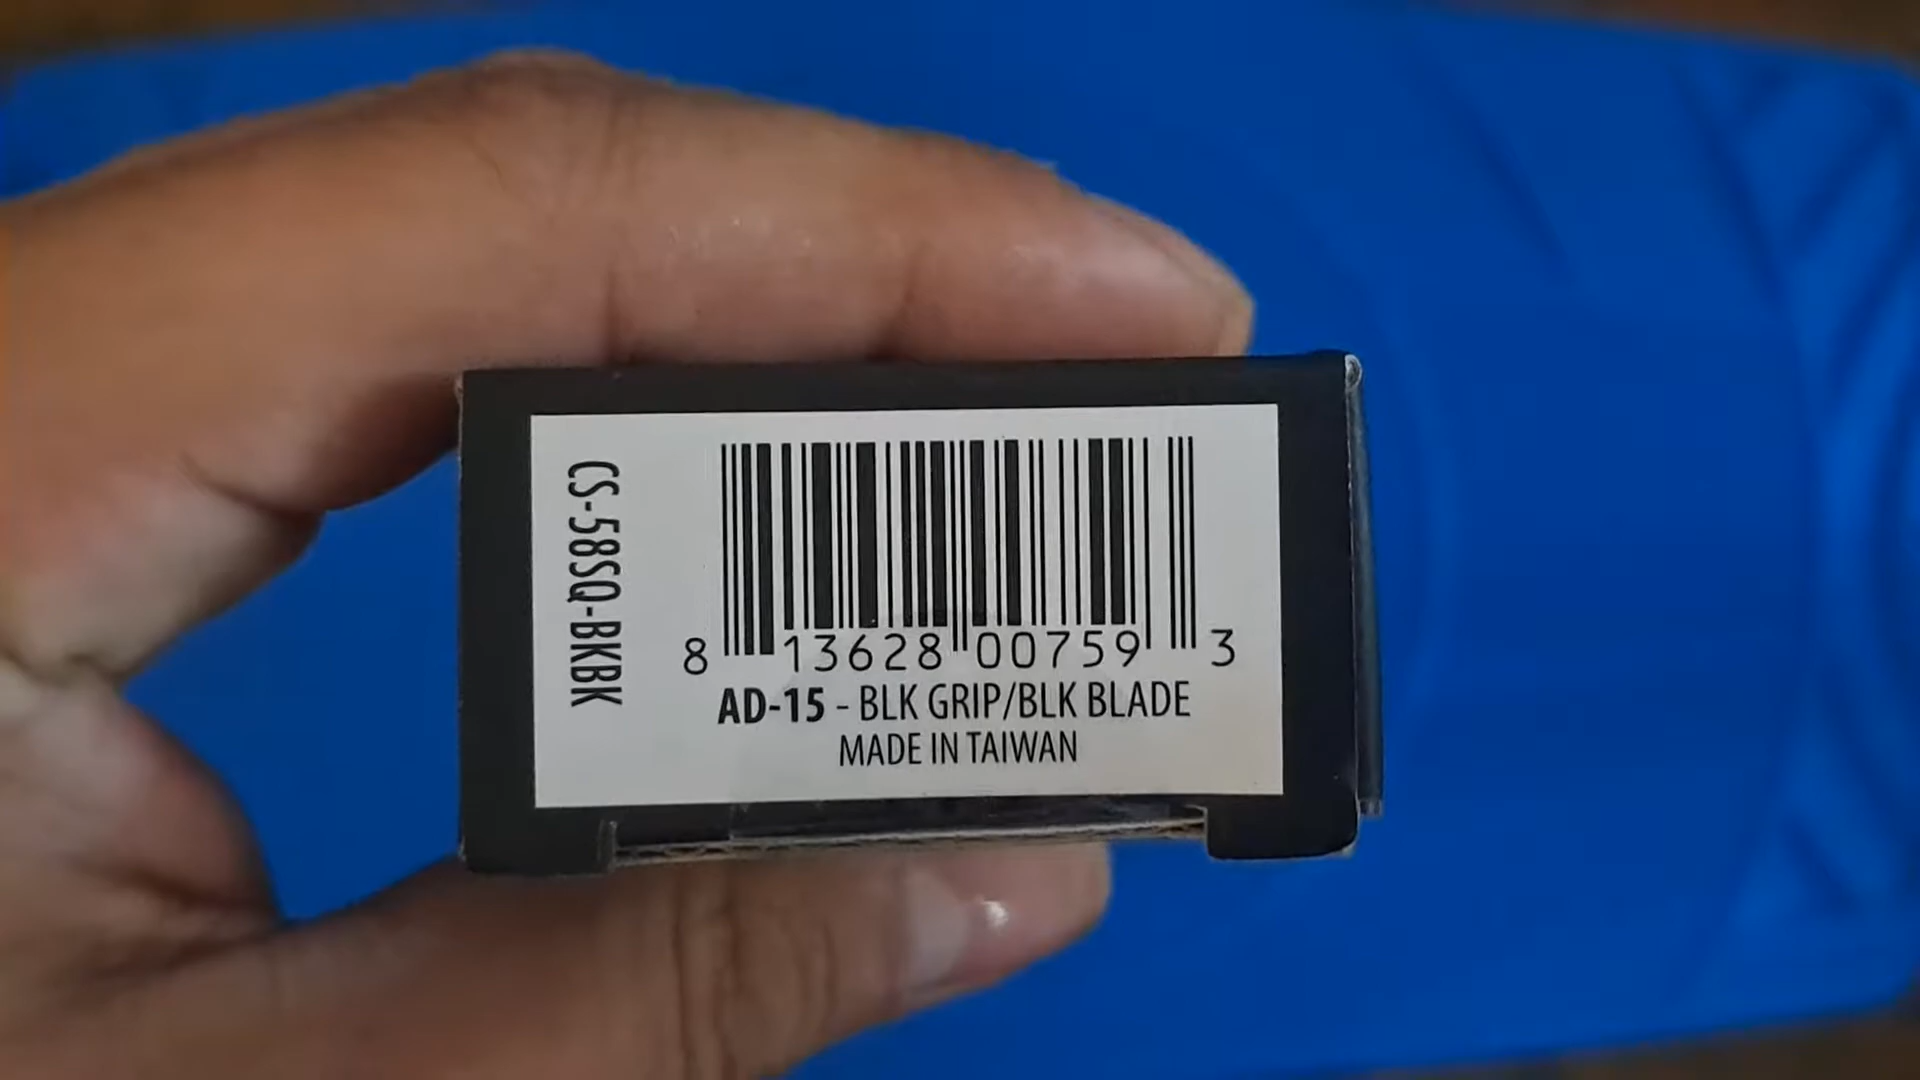 CS-58SQ-BKBK
8 13628 00759 3
AD-15 - BLK GRIP/BLK BLADE
MADE IN TAIWAN